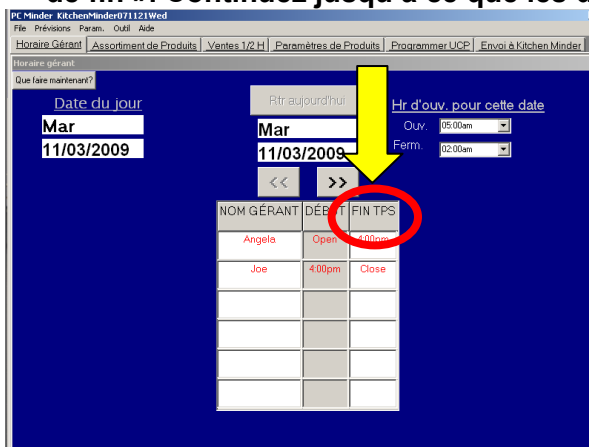 PC Minder KitchenMinder071121Wed
File Prévisions Param. Outil Aide
Horaire Gérant Assortiment de Produits Ventes 1/2 H Paramètres de Produits Programmer UCP Envoi à Kitchen Minder
Horaire gérant
Que faire maintenant?
Date du jour Rtr aujourd'hui Hr d'ouv. pour cette date
Mar Mar Ouv. 05:00am
11/03/2009 11/03/2009 Ferm. 02:00am
<< >>
NOM GÉRANT DÉBUT FIN TPS
Angela Open 4:00pm
Joe 4:00pm Close